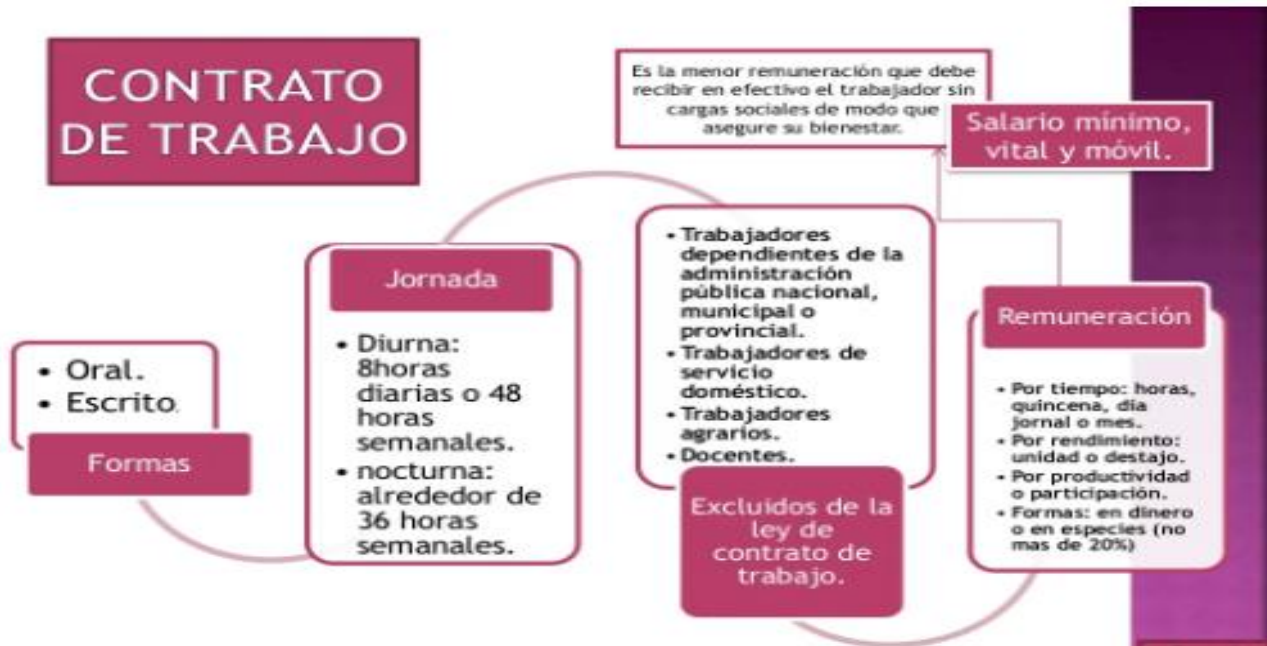 CONTRATO
DE TRABAJO
Es la menor remuneración que debe
recibir en efectivo el trabajador sin
cargas sociales de modo que
asegure su bienestar.
Salario mínimo,
vital y móvil.
• Oral.
• Escrito.
Formas
Jornada
• Diurna:
8horas
diarias o 48
horas
semanales.
• nocturna:
alrededor de
36 horas
semanales.
• Trabajadores
dependientes de la
administración
pública nacional,
municipal o
provincial.
• Trabajadores de
servicio
doméstico.
• Trabajadores
agrarios.
• Docentes.
Excluidos de la
ley de
contrato de
trabajo.
Remuneración
• Por tiempo: horas,
quincena, día
jornal o mes.
• Por rendimiento:
unidad o destajo.
• Por productividad
o participación.
• Formas: en dinero
o en especies (no
mas de 20%)